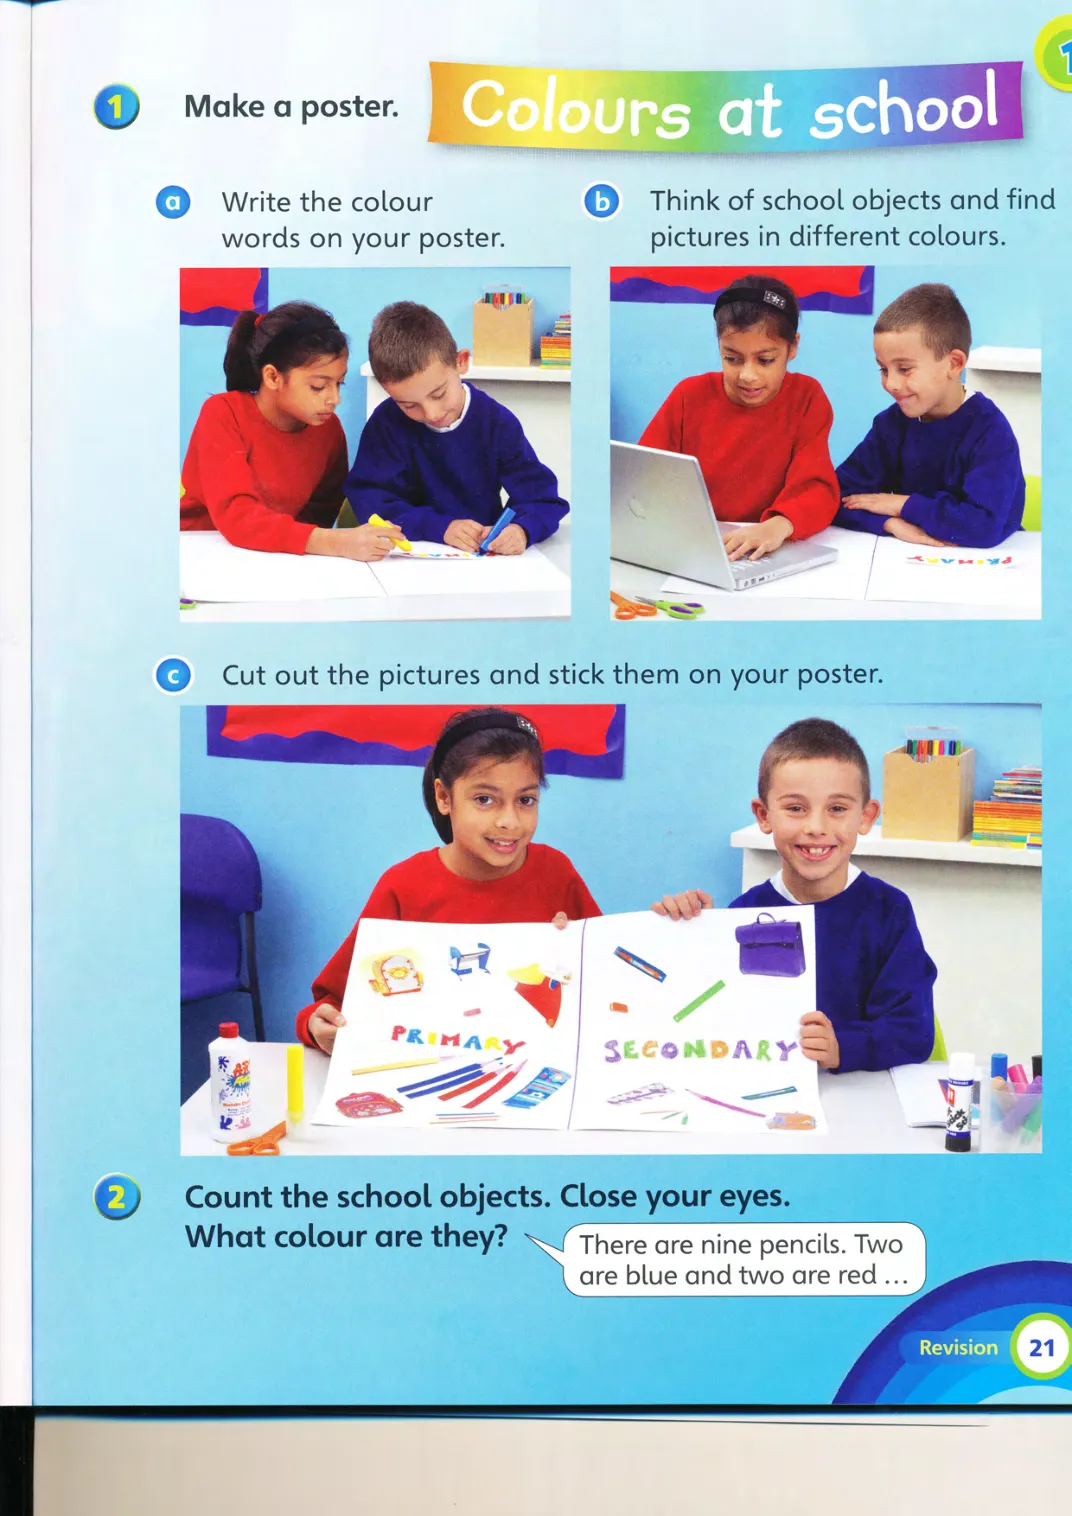 1
1 Make a poster. Colours at school
a Write the colour
words on your poster.
b Think of school objects and find
pictures in different colours.
PRIMARY
c Cut out the pictures and stick them on your poster.
PRIMARY
SECONDARY
2 Count the school objects. Close your eyes.
What colour are they?
There are nine pencils. Two
are blue and two are red ...
Revision 21